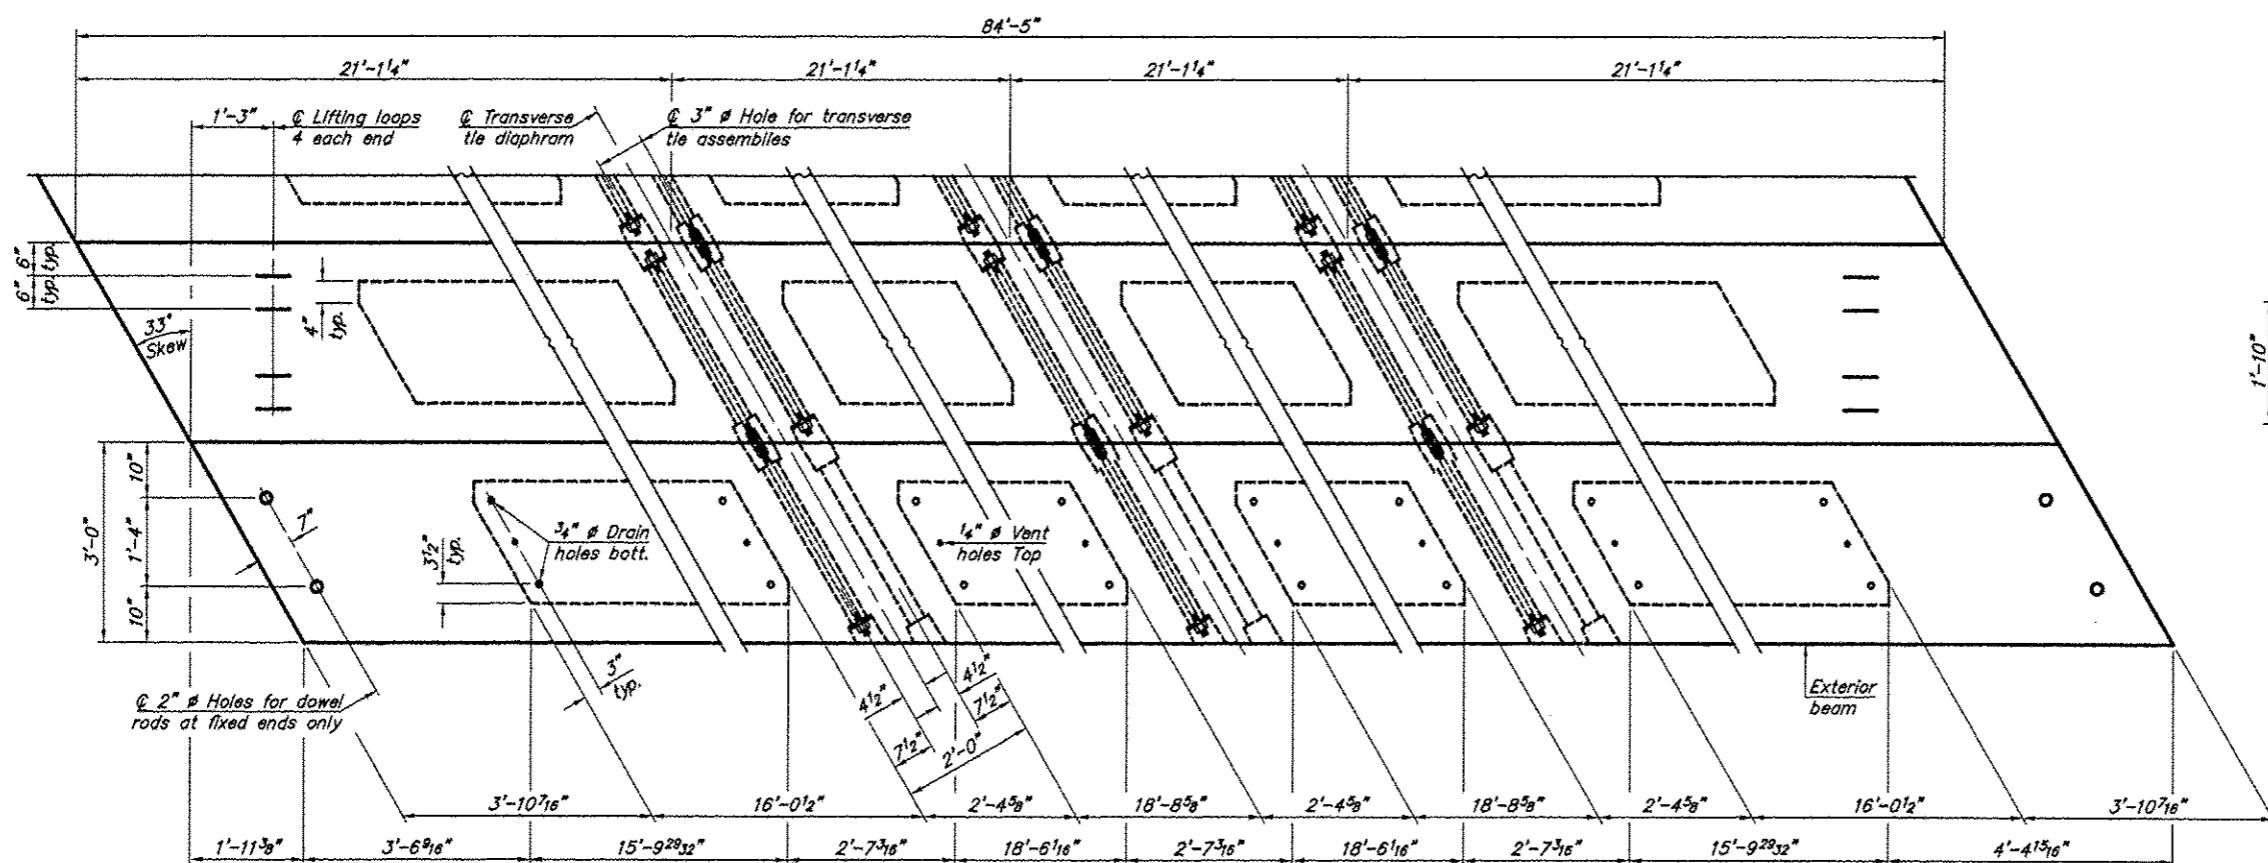 84'-5"
21'-1¼" 21'-1¼" 21'-1¼" 21'-1¼"
1'-3"
℄ Lifting loops
4 each end
℄ Transverse
tie diaphram
℄ 3" ø Hole for transverse
tie assemblies
6" typ.
6" typ.
4"
typ.
33°
Skew
1'-10"
3'-0"
10"
1'-4"
10"
7"
3½"
typ.
¾" ø Drain
holes bott.
¼" ø Vent
holes Top
3"
typ.
℄ 2" ø Holes for dowel
rods at fixed ends only
4½"
4½"
7½"
7½"
2'-0"
Exterior
beam
3'-10⁷⁄₁₆" 16'-0½" 2'-4⅝" 18'-8⅝" 2'-4⅝" 18'-8⅝" 2'-4⅝" 16'-0½" 3'-10⁷⁄₁₆"
1'-11⅜" 3'-6⁹⁄₁₆" 15'-9²⁹⁄₃₂" 2'-7³⁄₁₆" 18'-6¹⁄₁₆" 2'-7³⁄₁₆" 18'-6¹⁄₁₆" 2'-7³⁄₁₆" 15'-9²⁹⁄₃₂" 4'-4¹⁵⁄₁₆"